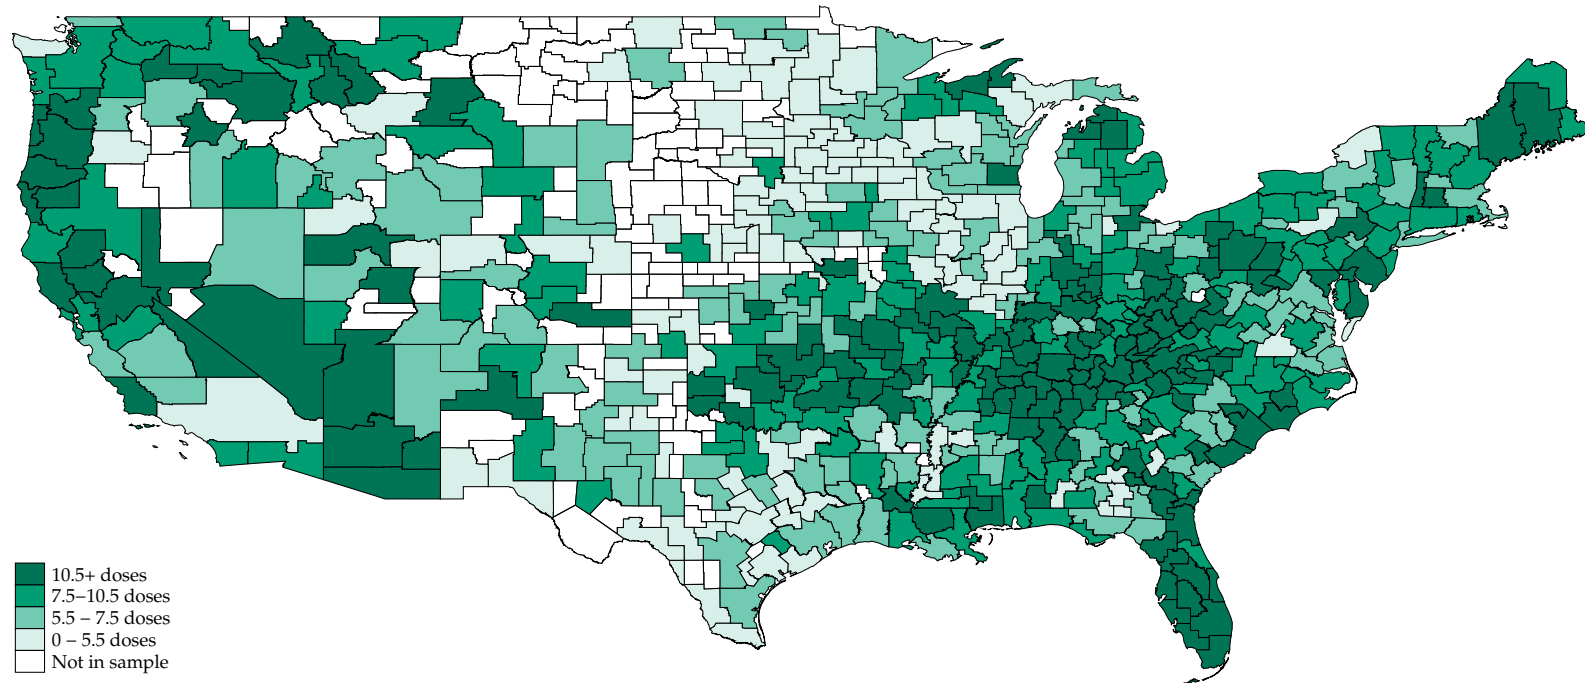 10.5+ doses
7.5–10.5 doses
5.5 – 7.5 doses
0 – 5.5 doses
Not in sample